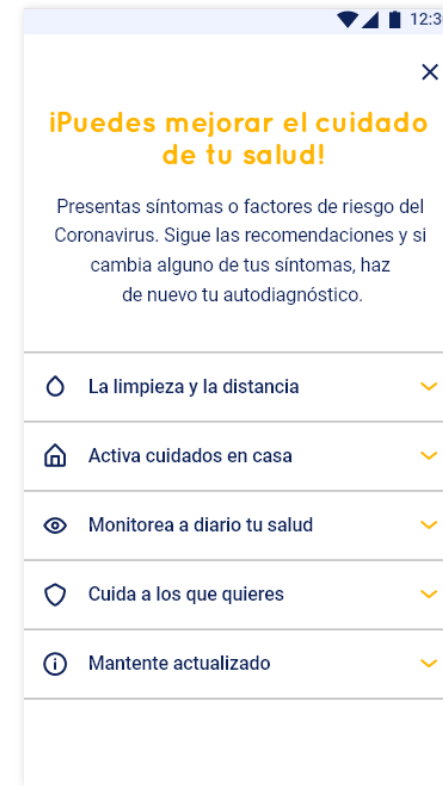 12:3
¡Puedes mejorar el cuidado
de tu salud!
Presentas síntomas o factores de riesgo del
Coronavirus. Sigue las recomendaciones y si
cambia alguno de tus síntomas, haz
de nuevo tu autodiagnóstico.
La limpieza y la distancia
Activa cuidados en casa
Monitorea a diario tu salud
Cuida a los que quieres
Mantente actualizado